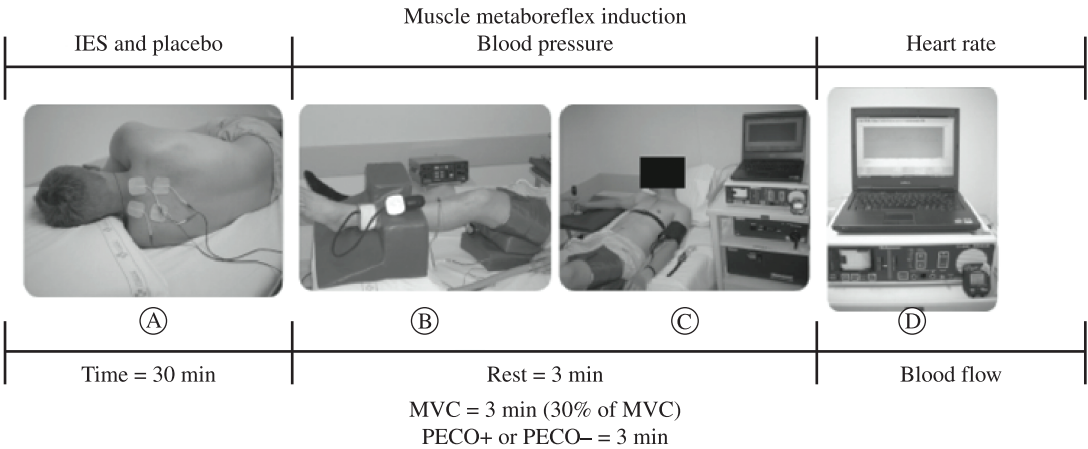 Muscle metaboreflex induction
IES and placebo
Blood pressure
Heart rate
A
B
C
D
Time = 30 min
Rest = 3 min
Blood flow
MVC = 3 min (30% of MVC)
PECO+ or PECO− = 3 min